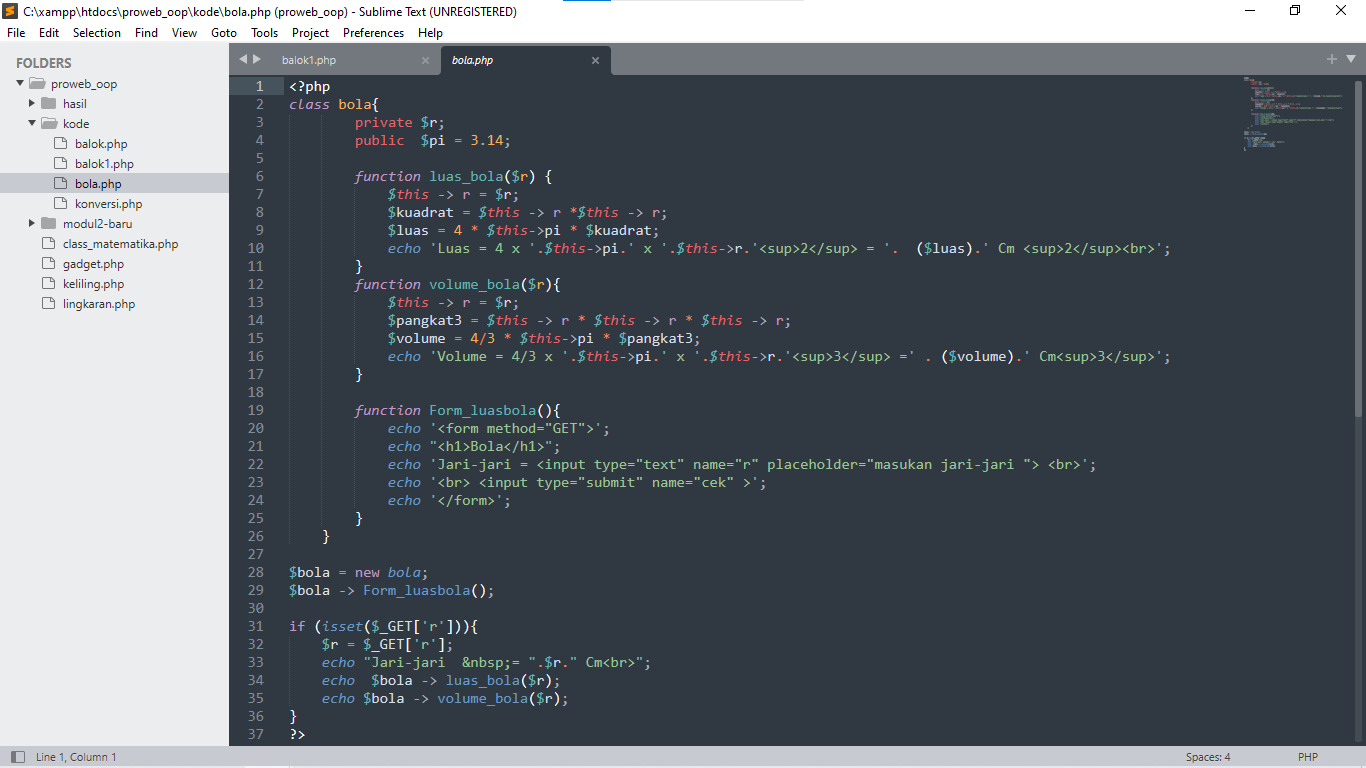 C:\xampp\htdocs\proweb_oop\kode\bola.php (proweb_oop) - Sublime Text (UNREGISTERED)
File Edit Selection Find View Goto Tools Project Preferences Help
FOLDERS
proweb_oop
hasil
kode
balok.php
balok1.php
bola.php
konversi.php
modul2-baru
class_matematika.php
gadget.php
keliling.php
lingkaran.php
balok1.php × bola.php ×
1 <?php
2 class bola{
3         private $r;
4         public  $pi = 3.14;
5
6         function luas_bola($r) {
7             $this -> r = $r;
8             $kuadrat = $this -> r *$this -> r;
9             $luas = 4 * $this->pi * $kuadrat;
10             echo 'Luas = 4 x '.$this->pi.' x '.$this->r.'<sup>2</sup> = '.  ($luas).' Cm <sup>2</sup><br>';
11         }
12         function volume_bola($r){
13             $this -> r = $r;
14             $pangkat3 = $this -> r * $this -> r * $this -> r;
15             $volume = 4/3 * $this->pi * $pangkat3;
16             echo 'Volume = 4/3 x '.$this->pi.' x '.$this->r.'<sup>3</sup> =' . ($volume).' Cm<sup>3</sup>';
17         }
18
19         function Form_luasbola(){
20             echo '<form method="GET">';
21             echo "<h1>Bola</h1>";
22             echo 'Jari-jari = <input type="text" name="r" placeholder="masukan jari-jari "> <br>';
23             echo '<br> <input type="submit" name="cek" >';
24             echo '</form>';
25         }
26     }
27
28 $bola = new bola;
29 $bola -> Form_luasbola();
30
31 if (isset($_GET['r'])){
32     $r = $_GET['r'];
33     echo "Jari-jari  &nbsp;= ".$r." Cm<br>";
34     echo  $bola -> luas_bola($r);
35     echo $bola -> volume_bola($r);
36 }
37 ?>
Line 1, Column 1 Spaces: 4 PHP